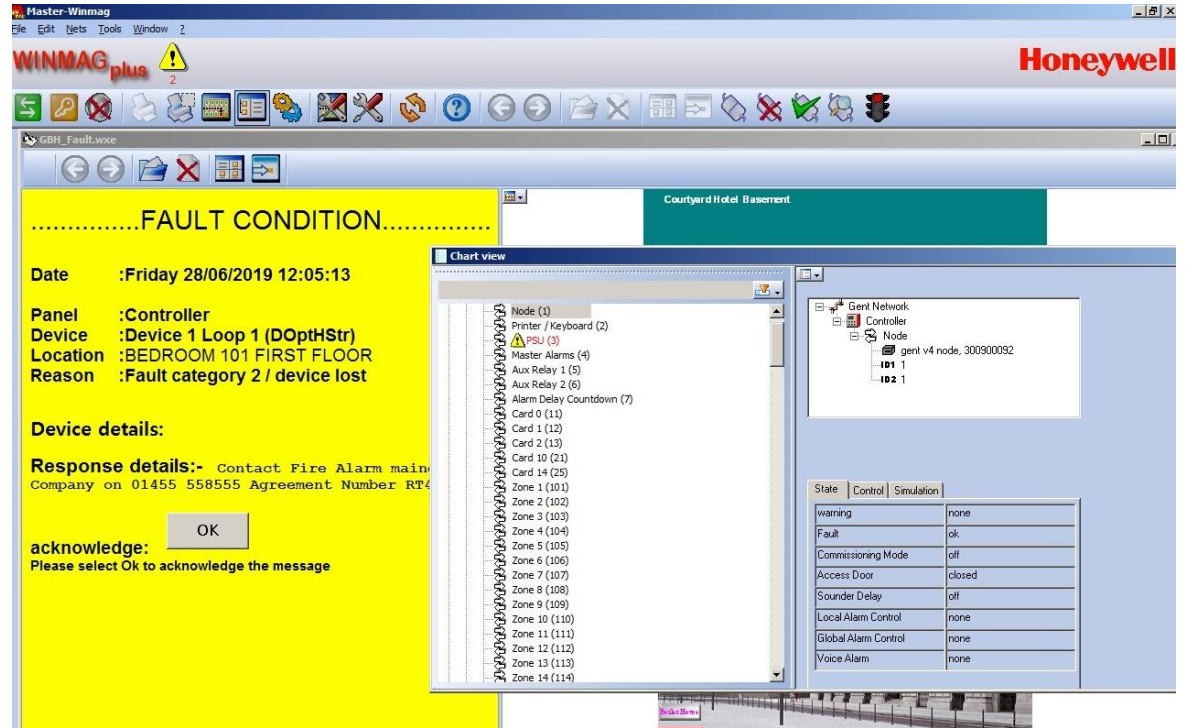 Master-Winmag
File Edit Nets Tools Window ?
WINMAG plus
2
Honeywell
GBH_Fault.wxe
...............FAULT CONDITION...............
Date :Friday 28/06/2019 12:05:13
Panel :Controller
Device :Device 1 Loop 1 (DOptHStr)
Location :BEDROOM 101 FIRST FLOOR
Reason :Fault category 2 / device lost
Device details:
Response details:- Contact Fire Alarm main
Company on 01455 558555 Agreement Number RT4
OK
acknowledge:
Please select Ok to acknowledge the message
Courtyard Hotel Basement
Chart view
Node (1)
Printer / Keyboard (2)
PSU (3)
Master Alarms (4)
Aux Relay 1 (5)
Aux Relay 2 (6)
Alarm Delay Countdown (7)
Card 0 (11)
Card 1 (12)
Card 2 (13)
Card 10 (21)
Card 14 (25)
Zone 1 (101)
Zone 2 (102)
Zone 3 (103)
Zone 4 (104)
Zone 5 (105)
Zone 6 (106)
Zone 7 (107)
Zone 8 (108)
Zone 9 (109)
Zone 10 (110)
Zone 11 (111)
Zone 12 (112)
Zone 13 (113)
Zone 14 (114)
Gent Network
Controller
Node
gent v4 node, 300900092
ID1 1
ID2 1
State Control Simulation
warning none
Fault ok
Commissioning Mode off
Access Door closed
Sounder Delay off
Local Alarm Control none
Global Alarm Control none
Voice Alarm none